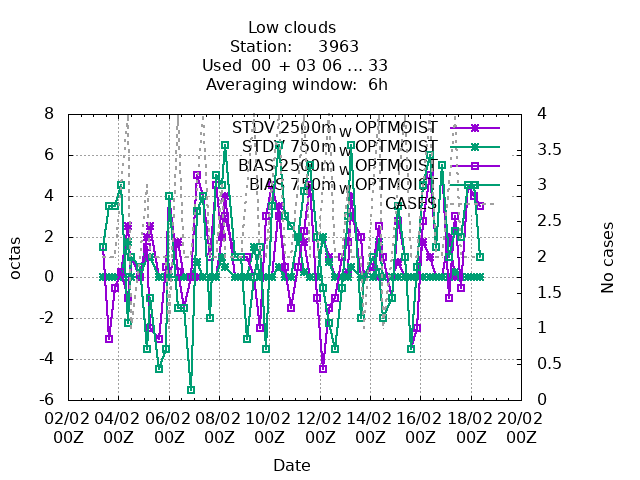 Low clouds
Station: 3963
Used 00 + 03 06 ... 33
Averaging window: 6h
STDV 2500m_w OPTMOIST
STDV 750m_w OPTMOIST
BIAS 2500m_w OPTMOIST
BIAS 750m_w OPTMOIST
CASES
octas
8
6
4
2
0
-2
-4
-6
No cases
4
3.5
3
2.5
2
1.5
1
0.5
0
02/02 04/02 06/02 08/02 10/02 12/02 14/02 16/02 18/02 20/02
00Z 00Z 00Z 00Z 00Z 00Z 00Z 00Z 00Z 00Z
Date